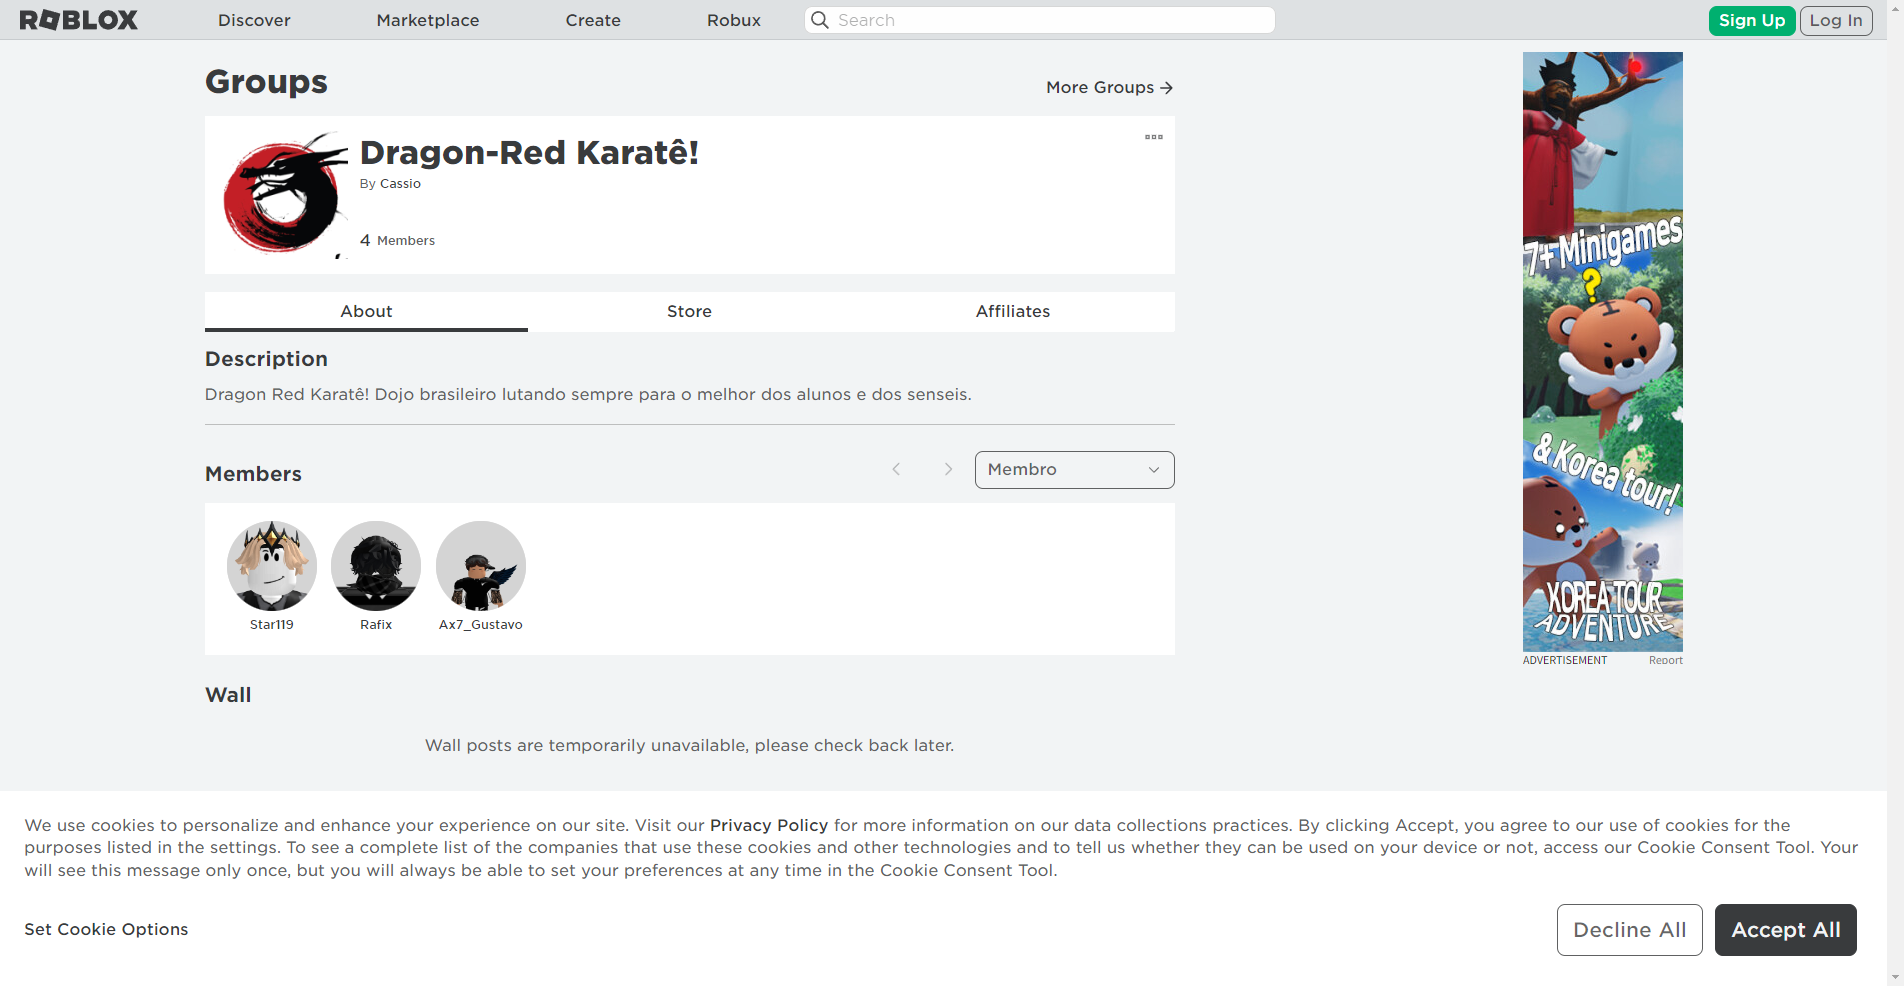 ROBLOX
Discover
Marketplace
Create
Robux
Search
Sign Up
Log In
Groups
More Groups
Dragon-Red Karatê!
By Cassio
4 Members
About
Store
Affiliates
Description
Dragon Red Karatê! Dojo brasileiro lutando sempre para o melhor dos alunos e dos senseis.
Members
Membro
Star119
Rafix
Ax7_Gustavo
Wall
Wall posts are temporarily unavailable, please check back later.
7+ Minigames
?
& Korea tour!
KOREA TOUR
ADVENTURE
ADVERTISEMENT
Report
We use cookies to personalize and enhance your experience on our site. Visit our Privacy Policy for more information on our data collections practices. By clicking Accept, you agree to our use of cookies for the
purposes listed in the settings. To see a complete list of the companies that use these cookies and other technologies and to tell us whether they can be used on your device or not, access our Cookie Consent Tool. Your
will see this message only once, but you will always be able to set your preferences at any time in the Cookie Consent Tool.
Set Cookie Options
Decline All
Accept All